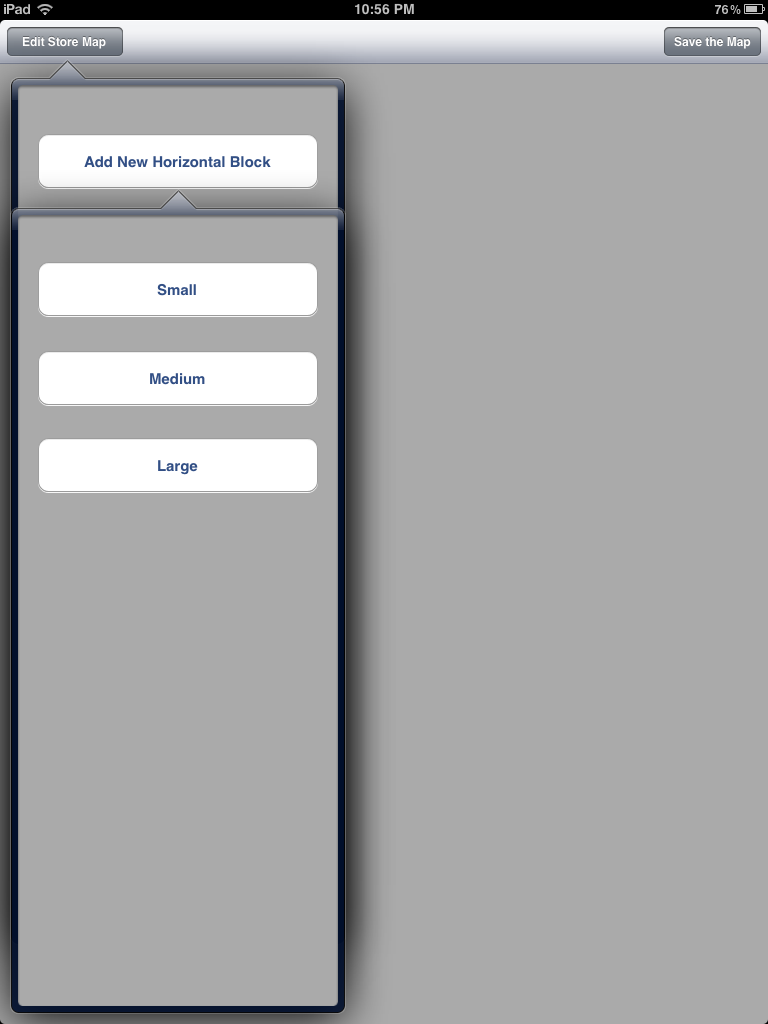 iPad 10:56 PM 76%
Edit Store Map Save the Map
Add New Horizontal Block
Small
Medium
Large